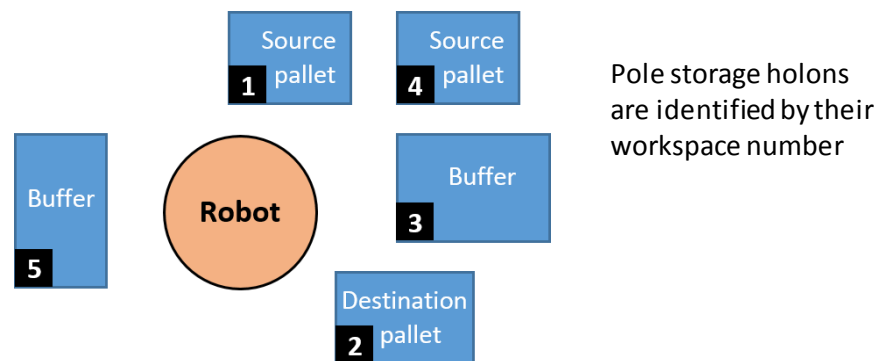 Source
1 pallet
Source
4 pallet
Pole storage holons
are identified by their
workspace number
Buffer
5
Robot
Buffer
3
Destination
2 pallet